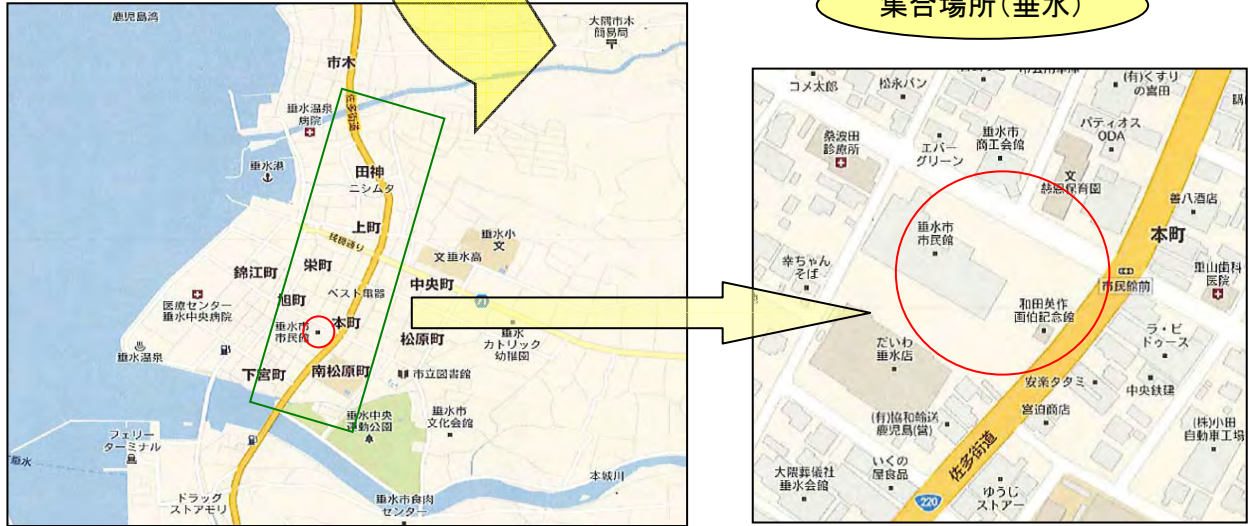 集合場所(垂水)
鹿児島湾
大隅市木
簡易局
市木
佐多街道
垂水温泉
病院
垂水港
田神
ニシムタ
上町
桟橋通り
垂水小
文
文垂水高
錦江町
栄町
中央町
71
医療センター
垂水中央病院
旭町
ベスト電器
垂水市
市民館
本町
松原町
垂水
カトリック
幼稚園
垂水温泉
下宮町
南松原町
市立図書館
垂水中央
運動公園
垂水市
文化会館
フェリー
ターミナル
垂水
本城川
ドラッグ
ストアモリ
垂水市食肉
センター
コメ太郎
松永パン
(有)くすり
の宮田
桑波田
診療所
エバー
グリーン
垂水市
商工会館
パティオス
ODA
文
慈恩保育園
善八酒店
垂水市
市民館
本町
幸ちゃん
そば
市民館前
重山歯科
医院
和田英作
画伯記念館
だいわ
垂水店
ラ・ビ
ドゥース
安楽タタミ
中央鉄建
宮迫商店
(有)協和輸送
鹿児島(営)
(株)小田
自動車工場
佐多街道
大隈葬儀社
垂水会館
いくの
屋食品
220
ゆうじ
ストアー